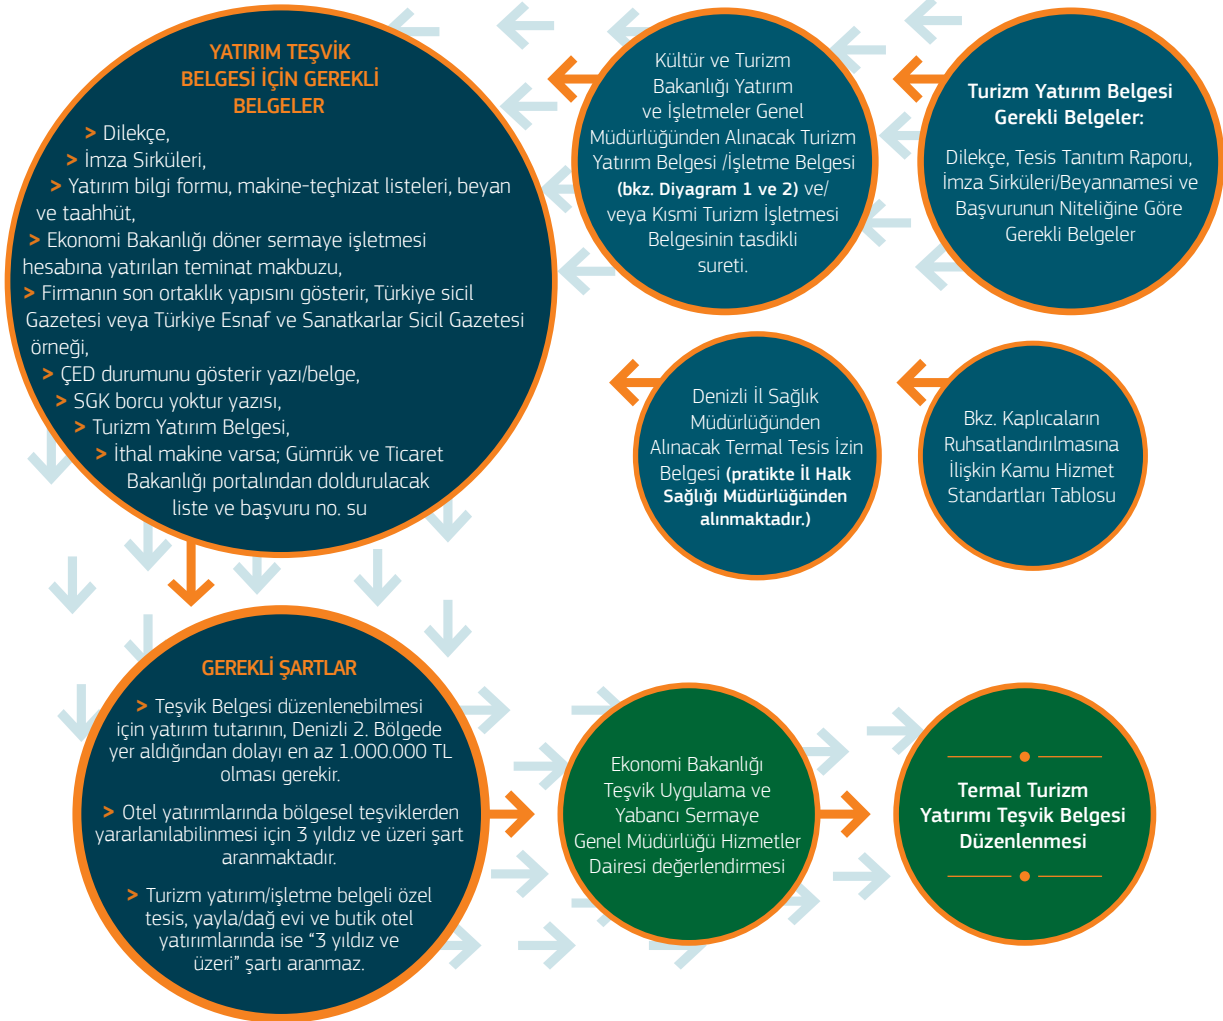 YATIRIM TEŞVİK
BELGESİ İÇİN GEREKLİ
BELGELER
> Dilekçe,
> İmza Sirküleri,
> Yatırım bilgi formu, makine-teçhizat listeleri, beyan
ve taahhüt,
> Ekonomi Bakanlığı döner sermaye işletmesi
hesabına yatırılan teminat makbuzu,
> Firmanın son ortaklık yapısını gösterir, Türkiye sicil
Gazetesi veya Türkiye Esnaf ve Sanatkarlar Sicil Gazetesi
örneği,
> ÇED durumunu gösterir yazı/belge,
> SGK borcu yoktur yazısı,
> Turizm Yatırım Belgesi,
> İthal makine varsa; Gümrük ve Ticaret
Bakanlığı portalından doldurulacak
liste ve başvuru no. su
Kültür ve Turizm
Bakanlığı Yatırım
ve İşletmeler Genel
Müdürlüğünden Alınacak Turizm
Yatırım Belgesi /İşletme Belgesi
(bkz. Diyagram 1 ve 2) ve/
veya Kısmi Turizm İşletmesi
Belgesinin tasdikli
sureti.
Turizm Yatırım Belgesi
Gerekli Belgeler:
Dilekçe, Tesis Tanıtım Raporu,
İmza Sirküleri/Beyannamesi ve
Başvurunun Niteliğine Göre
Gerekli Belgeler
Denizli İl Sağlık
Müdürlüğünden
Alınacak Termal Tesis İzin
Belgesi (pratikte İl Halk
Sağlığı Müdürlüğünden
alınmaktadır.)
Bkz. Kaplıcaların
Ruhsatlandırılmasına
İlişkin Kamu Hizmet
Standartları Tablosu
GEREKLİ ŞARTLAR
> Teşvik Belgesi düzenlenebilmesi
için yatırım tutarının, Denizli 2. Bölgede
yer aldığından dolayı en az 1.000.000 TL
olması gerekir.
> Otel yatırımlarında bölgesel teşviklerden
yararlanılabilinmesi için 3 yıldız ve üzeri şart
aranmaktadır.
> Turizm yatırım/işletme belgeli özel
tesis, yayla/dağ evi ve butik otel
yatırımlarında ise “3 yıldız ve
üzeri” şartı aranmaz.
Ekonomi Bakanlığı
Teşvik Uygulama ve
Yabancı Sermaye
Genel Müdürlüğü Hizmetler
Dairesi değerlendirmesi
Termal Turizm
Yatırımı Teşvik Belgesi
Düzenlenmesi